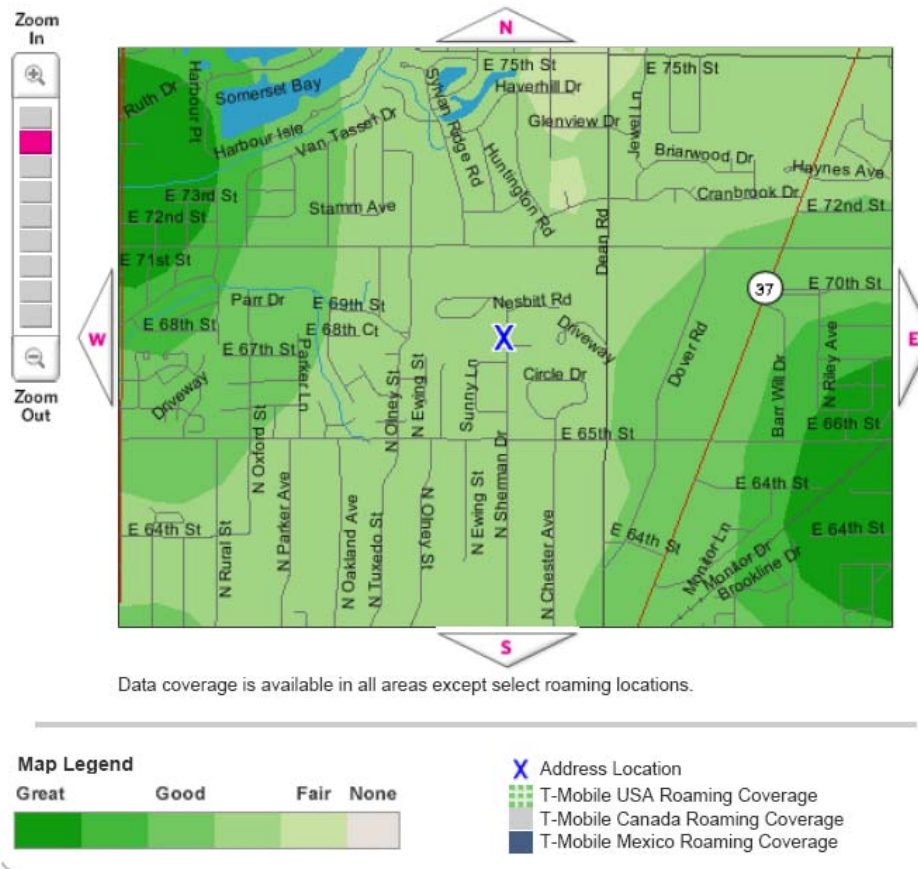 Zoom
In
N
E 75th St
E 75th St
Ruth Dr
Harbour Pt
Somerset Bay
Sylvan Ridge Rd
Haverhill Dr
Harbour Isle
Van Tassel Dr
Glenview Dr
Jewel Ln
Huntington Rd
Briarwood Dr
Haynes Ave
E 73rd St
Cranbrook Dr
E 72nd St
Stamm Ave
E 72nd St
Dean Rd
E 71st St
E 70th St
37
Parr Dr
E 69th St
Nesbitt Rd
W
E 68th St
E 68th Ct
X
Driveway
E
E 67th St
Parker Ln
Dover Rd
N Riley Ave
Zoom
Out
Driveway
N Olney St
N Ewing St
Sunny Ln
Circle Dr
Barr Will Dr
N Oxford St
E 65th St
E 66th St
N Sherman Dr
E 64th St
E 64th St
N Rural St
N Parker Ave
N Oakland Ave
N Tuxedo St
N Olney St
N Ewing St
N Chester Ave
E 64th St
E 64th St
Monitor Ln
Monitor Dr
Brookline Dr
S
Data coverage is available in all areas except select roaming locations.
Map Legend
Great Good Fair None
X Address Location
T-Mobile USA Roaming Coverage
T-Mobile Canada Roaming Coverage
T-Mobile Mexico Roaming Coverage